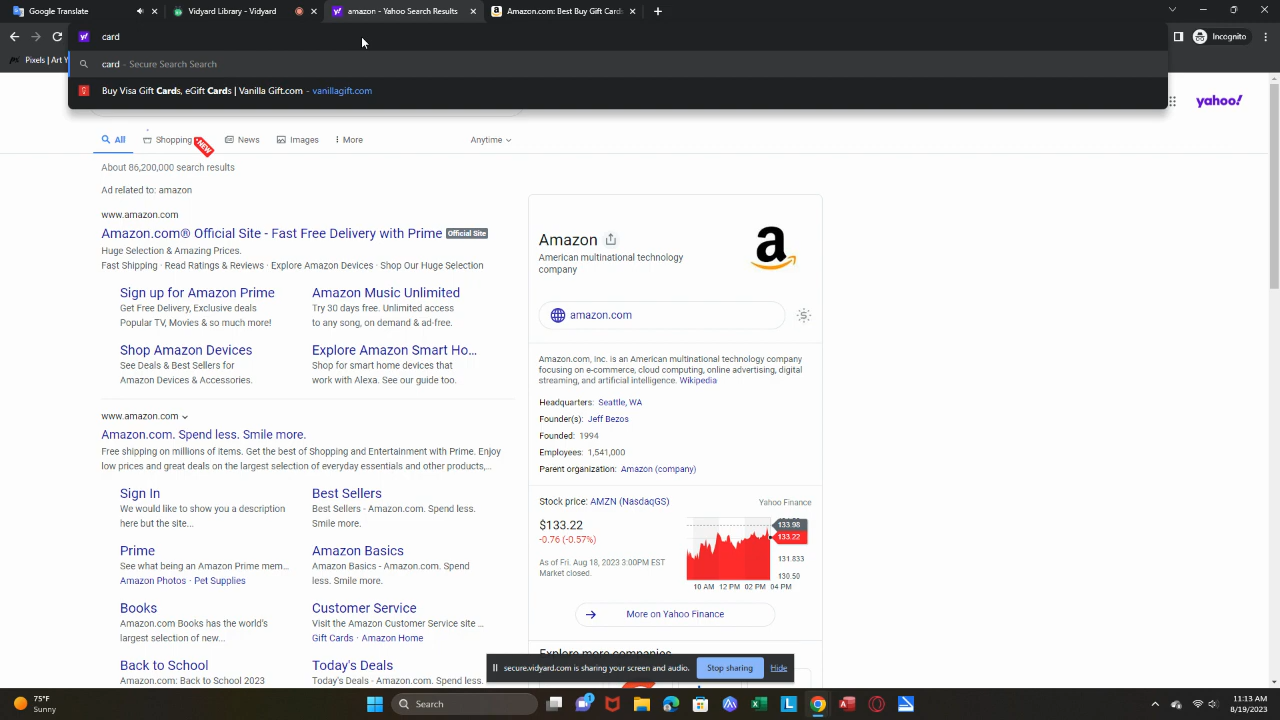 Google Translate
Vidyard Library - Vidyard
amazon - Yahoo Search Results
Amazon.com: Best Buy Gift Cards
card
Incognito
card - Secure Search Search
Pixels | Art Y
Buy Visa Gift Cards, eGift Cards | Vanilla Gift.com - vanillagift.com
yahoo!
All
Shopping
NEW
News
Images
More
Anytime
About 86,200,000 search results
Ad related to: amazon
www.amazon.com
Amazon.com® Official Site - Fast Free Delivery with Prime Official Site
Huge Selection & Amazing Prices.
Fast Shipping · Read Ratings & Reviews · Explore Amazon Devices · Shop Our Huge Selection
Sign up for Amazon Prime
Get Free Delivery, Exclusive deals
Popular TV, Movies & so much more!
Amazon Music Unlimited
Try 30 days free. Unlimited access
to any song, on demand & ad-free.
Shop Amazon Devices
See Deals & Best Sellers for
Amazon Devices & Accessories.
Explore Amazon Smart Ho...
Shop for smart home devices that
work with Alexa. See our guide too.
www.amazon.com
Amazon.com. Spend less. Smile more.
Free shipping on millions of items. Get the best of Shopping and Entertainment with Prime. Enjoy
low prices and great deals on the largest selection of everyday essentials and other products,...
Sign In
We would like to show you a description
here but the site...
Best Sellers
Best Sellers - Amazon.com. Spend less.
Smile more.
Prime
See what being an Amazon Prime mem...
Amazon Photos · Pet Supplies
Amazon Basics
Amazon Basics - Amazon.com. Spend
less. Smile more.
Books
Amazon.com Books has the world's
largest selection of new...
Customer Service
Visit the Amazon Customer Service site ...
Gift Cards · Amazon Home
Back to School
Amazon.com: Back to School 2023
Today's Deals
Today's Deals - Amazon.com. Spend
Amazon
a
American multinational technology
company
amazon.com
Amazon.com, Inc. is an American multinational technology company
focusing on e-commerce, cloud computing, online advertising, digital
streaming, and artificial intelligence. Wikipedia
Headquarters: Seattle, WA
Founder(s): Jeff Bezos
Founded: 1994
Employees: 1,541,000
Parent organization: Amazon (company)
Stock price: AMZN (NasdaqGS)
Yahoo Finance
$133.22
-0.76 (-0.57%)
As of Fri, Aug 18, 2023 3:00PM EST
Market closed.
133.98
133.22
131.833
130.50
10 AM 12 PM 02 PM 04 PM
More on Yahoo Finance
Explore more companies
secure.vidyard.com is sharing your screen and audio.
Stop sharing
Hide
75°F
Sunny
Search
1
11:13 AM
8/19/2023